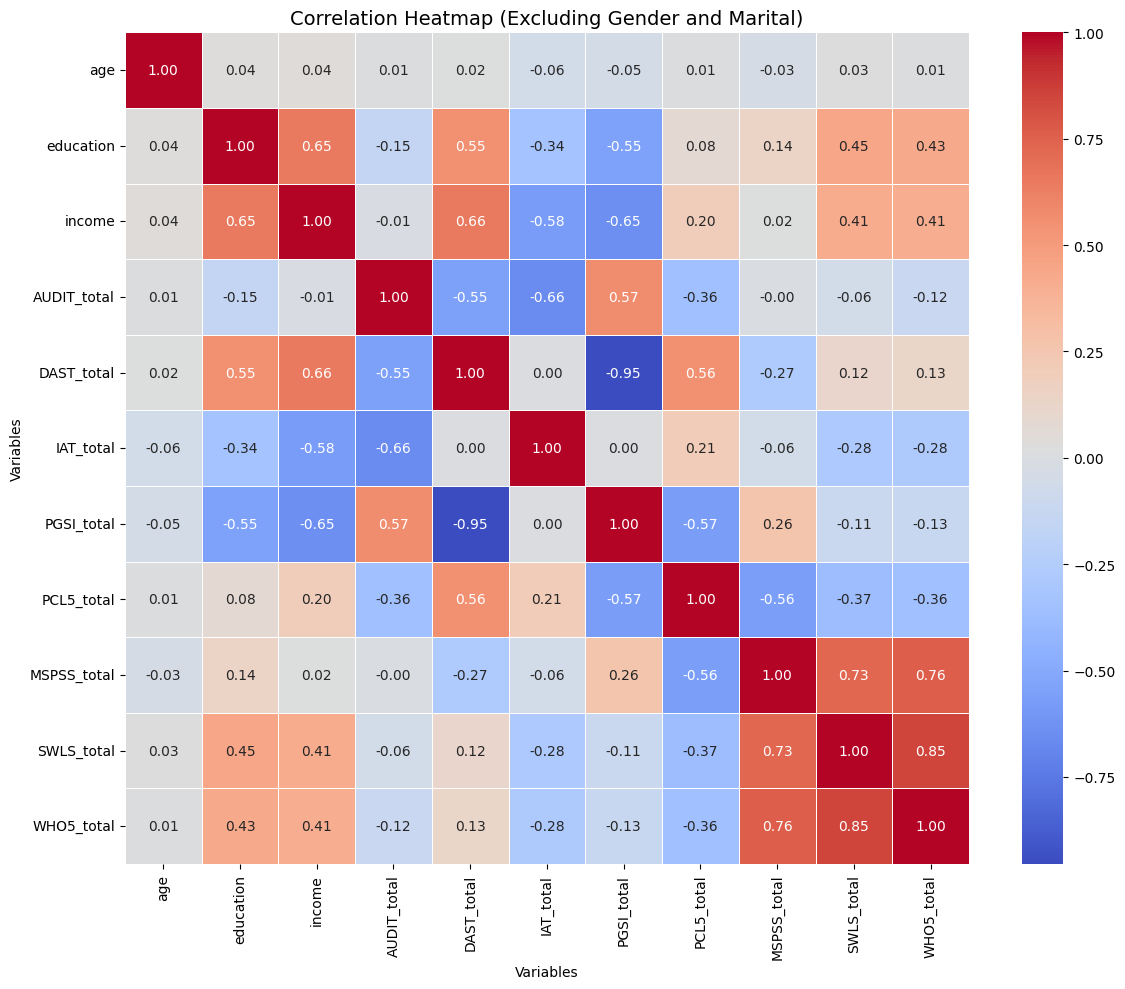 Correlation Heatmap (Excluding Gender and Marital)
age 1.00 0.04 0.04 0.01 0.02 -0.06 -0.05 0.01 -0.03 0.03 0.01
education 0.04 1.00 0.65 -0.15 0.55 -0.34 -0.55 0.08 0.14 0.45 0.43
income 0.04 0.65 1.00 -0.01 0.66 -0.58 -0.65 0.20 0.02 0.41 0.41
AUDIT_total 0.01 -0.15 -0.01 1.00 -0.55 -0.66 0.57 -0.36 -0.00 -0.06 -0.12
DAST_total 0.02 0.55 0.66 -0.55 1.00 0.00 -0.95 0.56 -0.27 0.12 0.13
IAT_total -0.06 -0.34 -0.58 -0.66 0.00 1.00 0.00 0.21 -0.06 -0.28 -0.28
PGSI_total -0.05 -0.55 -0.65 0.57 -0.95 0.00 1.00 -0.57 0.26 -0.11 -0.13
PCL5_total 0.01 0.08 0.20 -0.36 0.56 0.21 -0.57 1.00 -0.56 -0.37 -0.36
MSPSS_total -0.03 0.14 0.02 -0.00 -0.27 -0.06 0.26 -0.56 1.00 0.73 0.76
SWLS_total 0.03 0.45 0.41 -0.06 0.12 -0.28 -0.11 -0.37 0.73 1.00 0.85
WHO5_total 0.01 0.43 0.41 -0.12 0.13 -0.28 -0.13 -0.36 0.76 0.85 1.00
Variables
age education income AUDIT_total DAST_total IAT_total PGSI_total PCL5_total MSPSS_total SWLS_total WHO5_total
Variables
1.00
0.75
0.50
0.25
0.00
−0.25
−0.50
−0.75